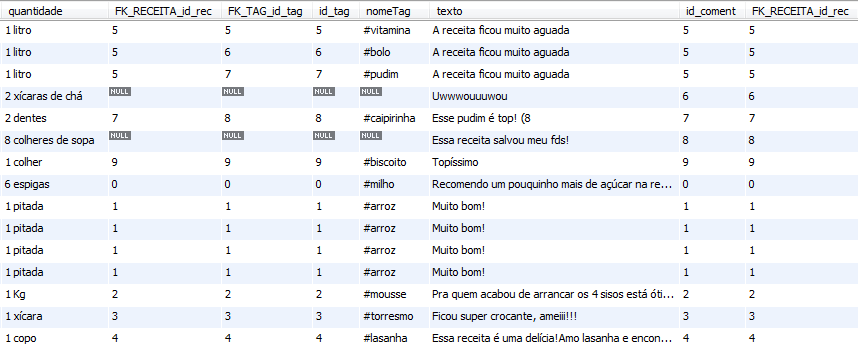 quantidade FK_RECEITA_id_rec FK_TAG_id_tag id_tag nomeTag texto id_coment FK_RECEITA_id_rec
1 litro 5 5 5 #vitamina A receita ficou muito aguada 5 5
1 litro 5 6 6 #bolo A receita ficou muito aguada 5 5
1 litro 5 7 7 #pudim A receita ficou muito aguada 5 5
2 xícaras de chá NULL NULL NULL NULL Uwwwouuuwou 6 6
2 dentes 7 8 8 #caipirinha Esse pudim é top! (8 7 7
8 colheres de sopa NULL NULL NULL NULL Essa receita salvou meu fds! 8 8
1 colher 9 9 9 #biscoito Topíssimo 9 9
6 espigas 0 0 0 #milho Recomendo um pouquinho mais de açúcar na re... 0 0
1 pitada 1 1 1 #arroz Muito bom! 1 1
1 pitada 1 1 1 #arroz Muito bom! 1 1
1 pitada 1 1 1 #arroz Muito bom! 1 1
1 pitada 1 1 1 #arroz Muito bom! 1 1
1 Kg 2 2 2 #mousse Pra quem acabou de arrancar os 4 sisos está óti... 2 2
1 xícara 3 3 3 #torresmo Ficou super crocante, ameiii!!! 3 3
1 copo 4 4 4 #lasanha Essa receita é uma delícia!Amo lasanha e encon... 4 4